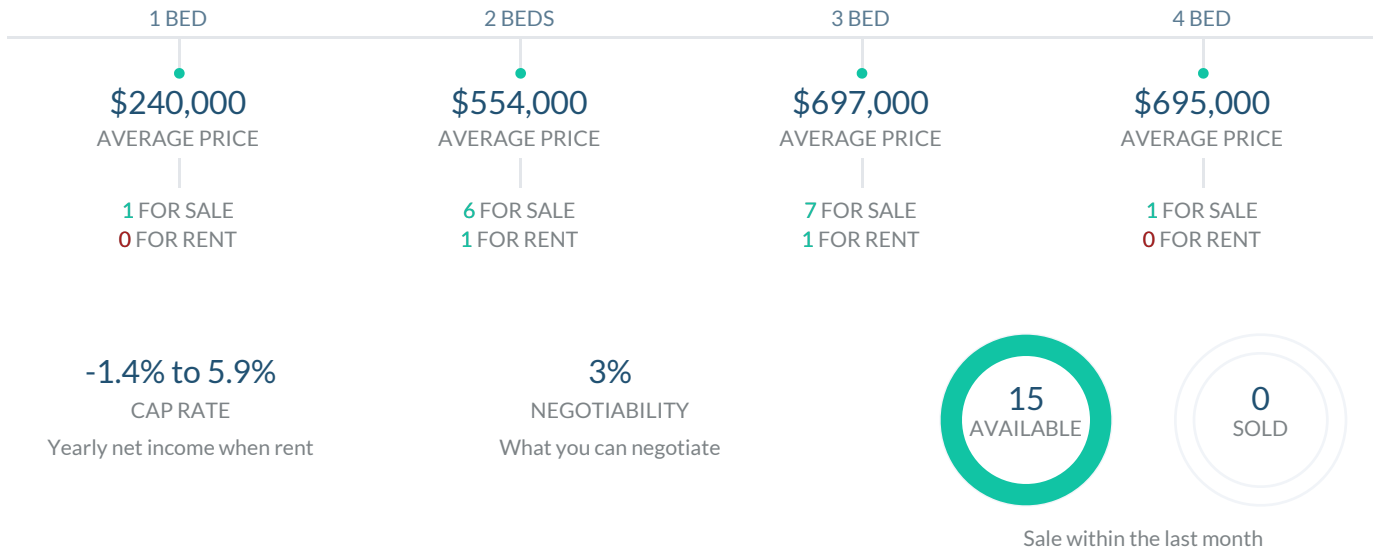 1 BED
2 BEDS
3 BED
4 BED
$240,000
$554,000
$697,000
$695,000
AVERAGE PRICE
AVERAGE PRICE
AVERAGE PRICE
AVERAGE PRICE
1 FOR SALE
6 FOR SALE
7 FOR SALE
1 FOR SALE
0 FOR RENT
1 FOR RENT
1 FOR RENT
0 FOR RENT
-1.4% to 5.9%
CAP RATE
Yearly net income when rent
3%
NEGOTIABILITY
What you can negotiate
15
AVAILABLE
0
SOLD
Sale within the last month